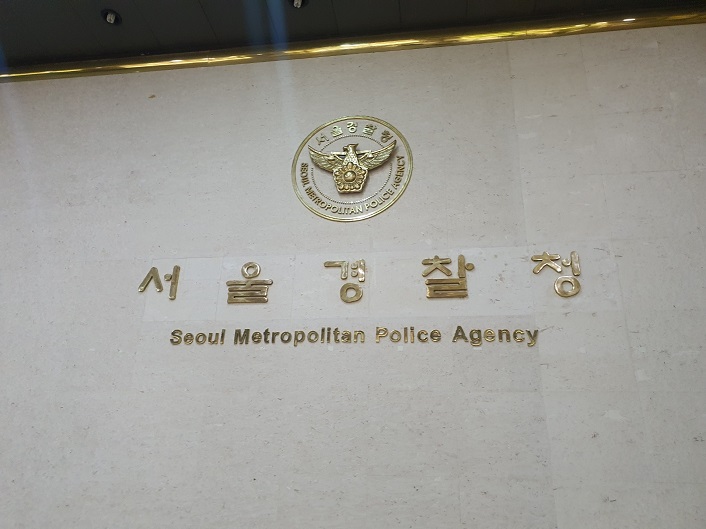 서울경찰청
SEOUL METROPOLITAN POLICE AGENCY
서울경찰청
Seoul Metropolitan Police Agency